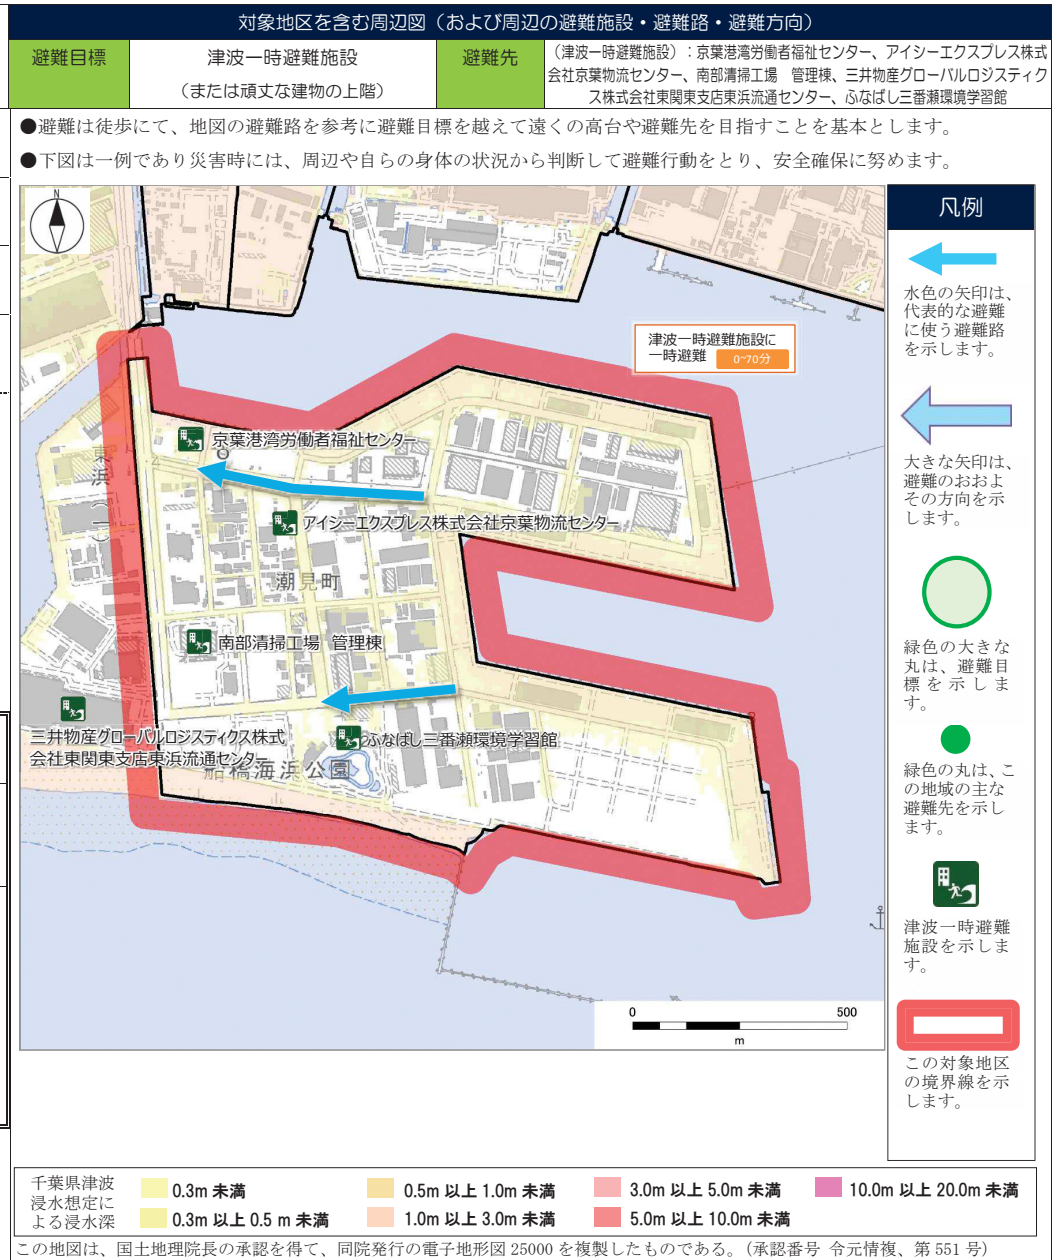 対象地区を含む周辺図（および周辺の避難施設・避難路・避難方向）
避難目標
津波一時避難施設
（または頑丈な建物の上階）
避難先
（津波一時避難施設）：京葉港湾労働者福祉センター、アイシーエクスプレス株式
会社京葉物流センター、南部清掃工場　管理棟、三井物産グローバルロジスティク
ス株式会社東関東支店東浜流通センター、ふなばし三番瀬環境学習館
●避難は徒歩にて、地図の避難路を参考に避難目標を越えて遠くの高台や避難先を目指すことを基本とします。
●下図は一例であり災害時には、周辺や自らの身体の状況から判断して避難行動をとり、安全確保に努めます。
N
津波一時避難施設に
一時避難 0~70分
京葉港湾労働者福祉センター
東浜（一）
アイシーエクスプレス株式会社京葉物流センター
潮見町
南部清掃工場　管理棟
三井物産グローバルロジスティクス株式
会社東関東支店東浜流通センター
ふなばし三番瀬環境学習館
船橋海浜公園
0 500
m
凡例
水色の矢印は、
代表的な避難
に使う避難路
を示します。
大きな矢印は、
避難のおおよ
その方向を示
します。
緑色の大きな
丸は、避難目
標を示しま
す。
緑色の丸は、こ
の地域の主な
避難先を示し
ます。
津波一時避難
施設を示しま
す。
この対象地区
の境界線を示
します。
千葉県津波
浸水想定に
よる浸水深
0.3m 未満
0.5m 以上 1.0m 未満
3.0m 以上 5.0m 未満
10.0m 以上 20.0m 未満
0.3m 以上 0.5 m 未満
1.0m 以上 3.0m 未満
5.0m 以上 10.0m 未満
この地図は、国土地理院長の承認を得て、同院発行の電子地形図 25000 を複製したものである。（承認番号 令元情複、第 551 号）